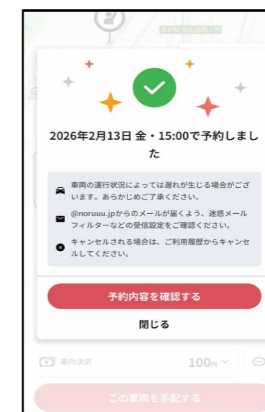 2026年2月13日 金・15:00で予約しまし
た
車両の運行状況によっては遅れが生じる場合がござ
います。あらかじめご了承ください。
@noruuu.jpからのメールが届くよう、迷惑メール
フィルターなどの受信設定をご確認ください。
キャンセルされる場合は、ご利用履歴からキャンセ
ルしてください。
予約内容を確認する
閉じる
車内決済
100円
この車両を手配する